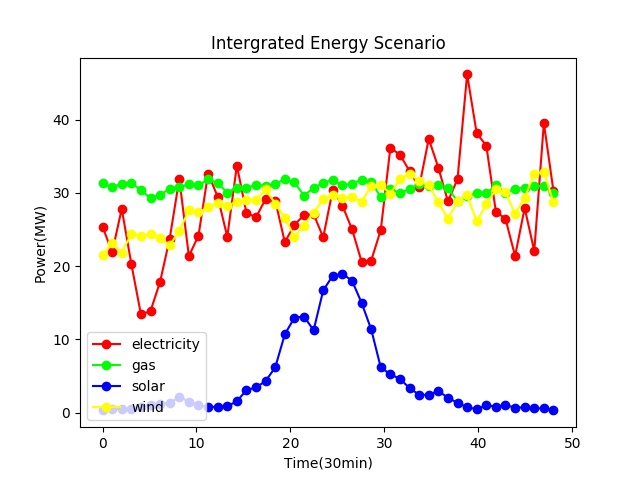 Intergrated Energy Scenario
Power(MW)
40
30
20
10
0
electricity
gas
solar
wind
0 10 20 30 40 50
Time(30min)